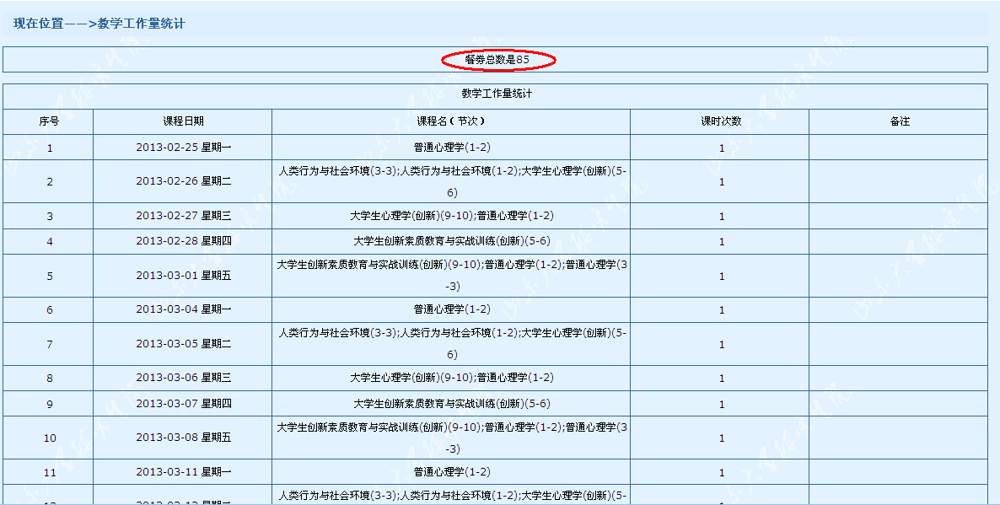 现在位置——>教学工作量统计
餐券总数是85
教学工作量统计
序号 课程日期 课程名（节次） 课时次数 备注
1 2013-02-25 星期一 普通心理学(1-2) 1
2 2013-02-26 星期二 人类行为与社会环境(3-3);人类行为与社会环境(1-2);大学生心理学(创新)(5-
6) 1
3 2013-02-27 星期三 大学生心理学(创新)(9-10);普通心理学(1-2) 1
4 2013-02-28 星期四 大学生创新素质教育与实战训练(创新)(5-6) 1
5 2013-03-01 星期五 大学生创新素质教育与实战训练(创新)(9-10);普通心理学(1-2);普通心理学(3
-3) 1
6 2013-03-04 星期一 普通心理学(1-2) 1
7 2013-03-05 星期二 人类行为与社会环境(3-3);人类行为与社会环境(1-2);大学生心理学(创新)(5-
6) 1
8 2013-03-06 星期三 大学生心理学(创新)(9-10);普通心理学(1-2) 1
9 2013-03-07 星期四 大学生创新素质教育与实战训练(创新)(5-6) 1
10 2013-03-08 星期五 大学生创新素质教育与实战训练(创新)(9-10);普通心理学(1-2);普通心理学(3
-3) 1
11 2013-03-11 星期一 普通心理学(1-2) 1
人类行为与社会环境(3-3);人类行为与社会环境(1-2);大学生心理学(创新)(5-